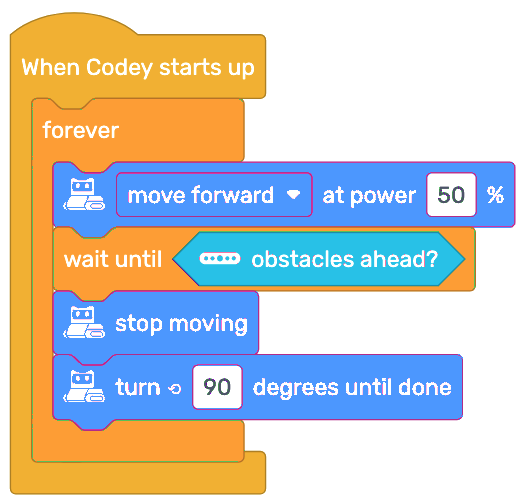 When Codey starts up
forever
move forward at power 50 %
wait until obstacles ahead?
stop moving
turn 90 degrees until done